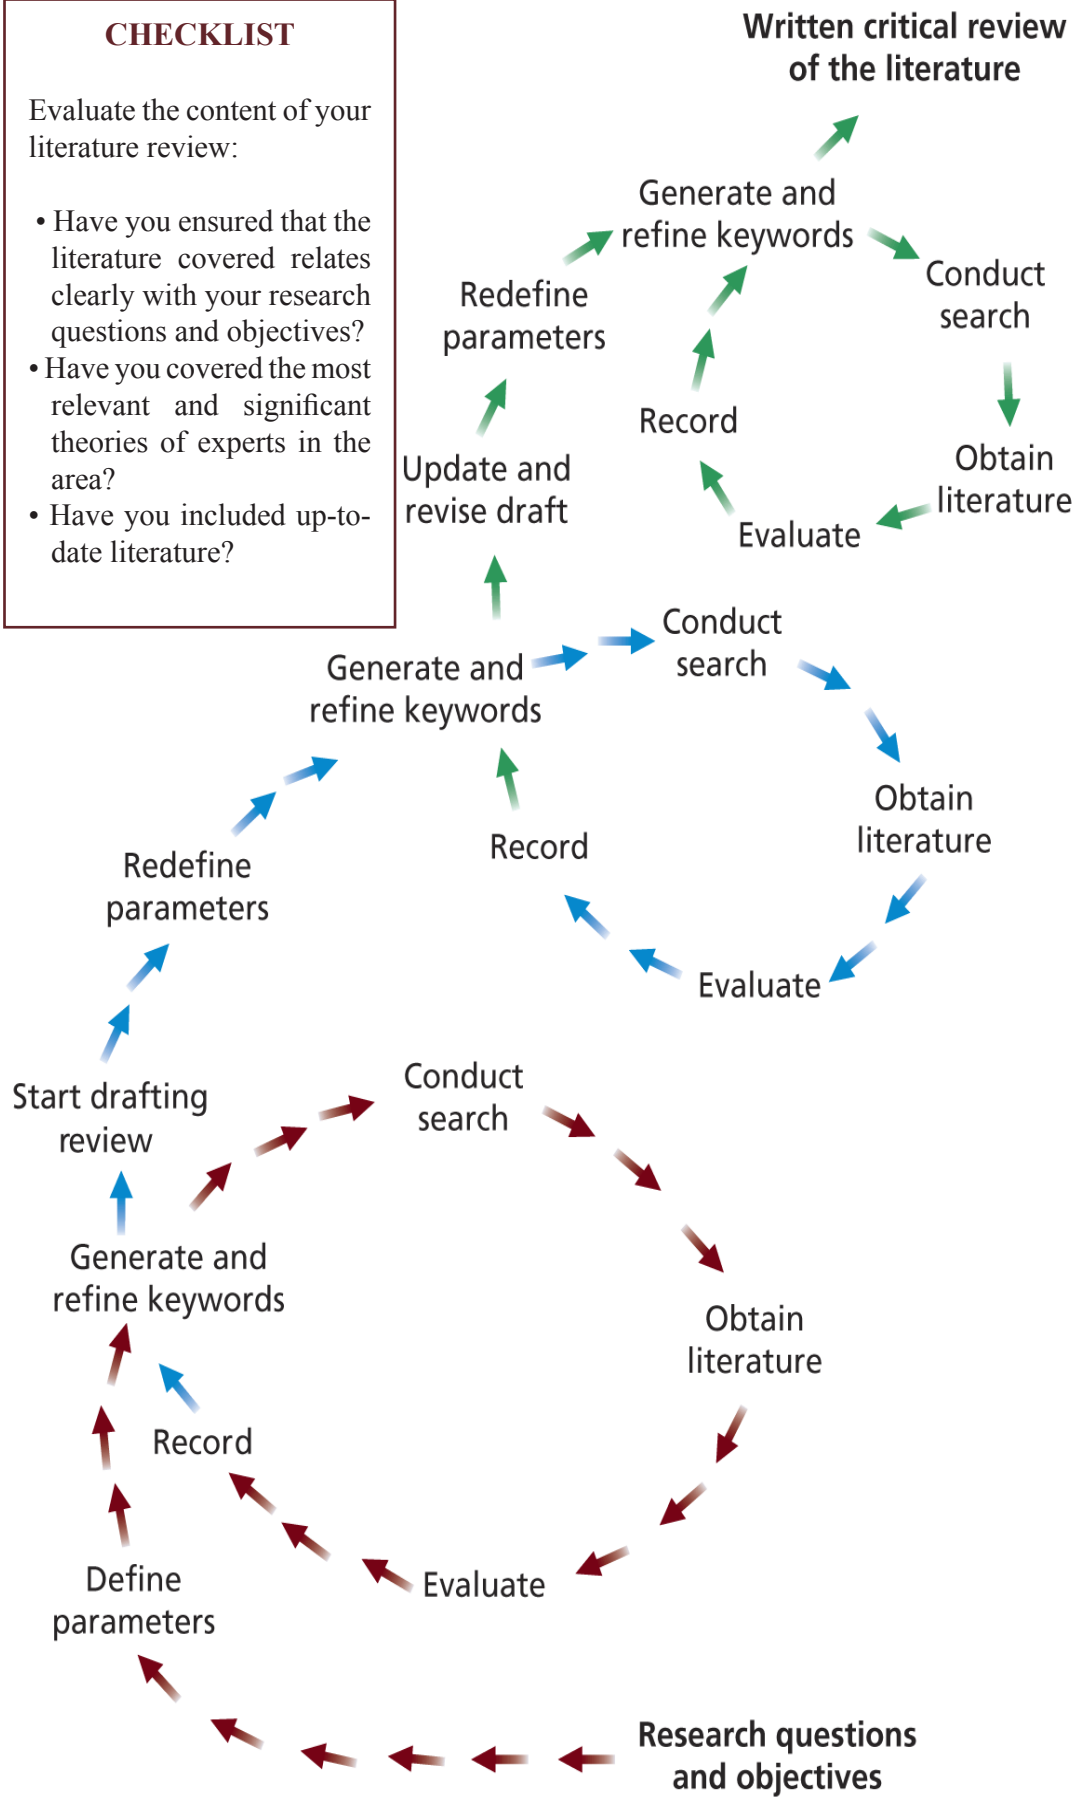 CHECKLIST
Evaluate the content of your
literature review:
• Have you ensured that the
literature covered relates
clearly with your research
questions and objectives?
• Have you covered the most
relevant and significant
theories of experts in the
area?
• Have you included up-to-
date literature?
Written critical review
of the literature
Generate and
refine keywords
Conduct
search
Redefine
parameters
Record
Obtain
literature
Update and
revise draft
Evaluate
Conduct
search
Generate and
refine keywords
Obtain
literature
Record
Redefine
parameters
Evaluate
Conduct
search
Start drafting
review
Generate and
refine keywords
Obtain
literature
Record
Define
parameters
Evaluate
Research questions
and objectives